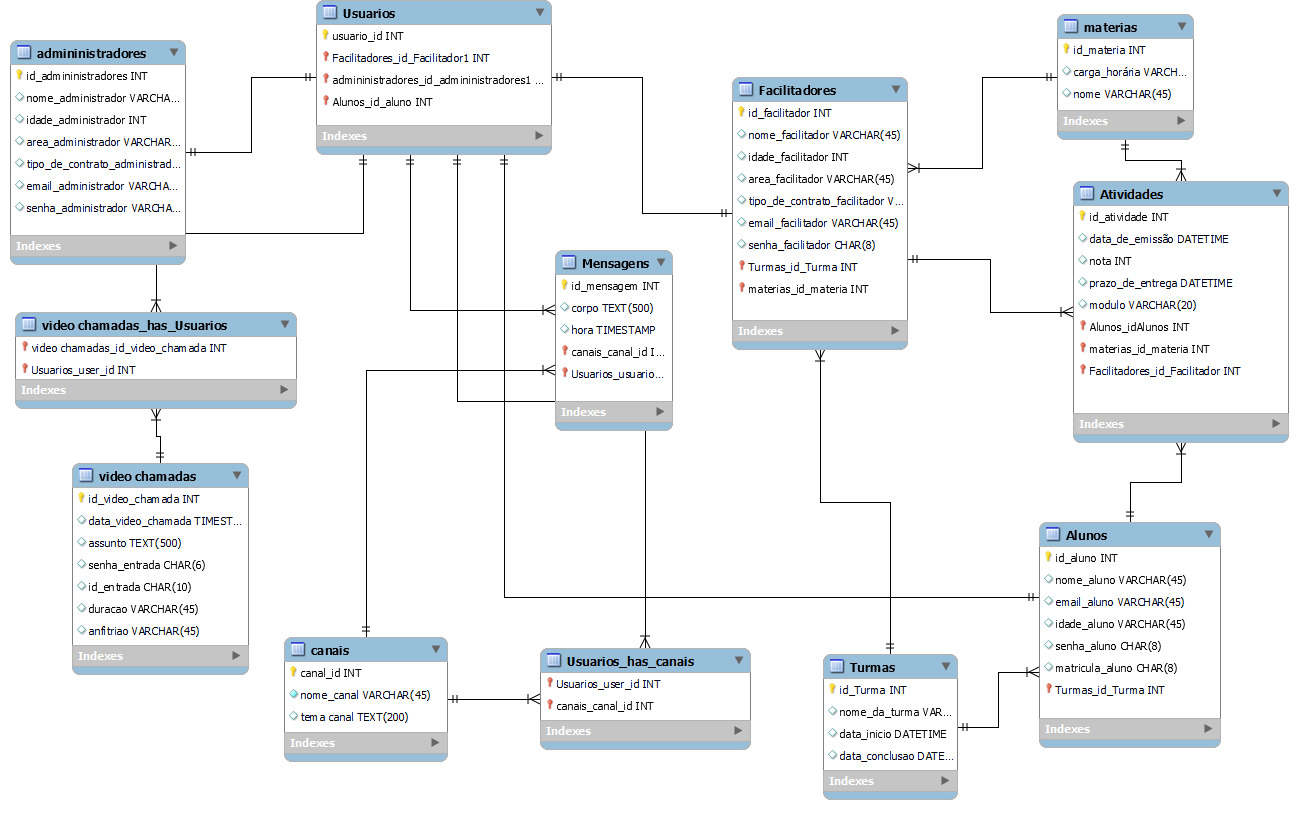 admininistradores
id_admininistradores INT
nome_administrador VARCHA...
idade_administrador INT
area_administrador VARCHAR...
tipo_de_contrato_administrad...
email_administrador VARCHA...
senha_administrador VARCHA...
Indexes
Usuarios
usuario_id INT
Facilitadores_id_Facilitador1 INT
admininistradores_id_admininistradores1 ...
Alunos_id_aluno INT
Indexes
Facilitadores
id_facilitador INT
nome_facilitador VARCHAR(45)
idade_facilitador INT
area_facilitador VARCHAR(45)
tipo_de_contrato_facilitador V...
email_facilitador VARCHAR(45)
senha_facilitador CHAR(8)
Turmas_id_Turma INT
materias_id_materia INT
Indexes
materias
id_materia INT
carga_horária VARCH...
nome VARCHAR(45)
Indexes
Atividades
id_atividade INT
data_de_emissão DATETIME
nota INT
prazo_de_entrega DATETIME
modulo VARCHAR(20)
Alunos_idAlunos INT
materias_id_materia INT
Facilitadores_id_Facilitador INT
Indexes
Mensagens
id_mensagem INT
corpo TEXT(500)
hora TIMESTAMP
canais_canal_id I...
Usuarios_usuario...
Indexes
video chamadas_has_Usuarios
video chamadas_id_video_chamada INT
Usuarios_user_id INT
Indexes
video chamadas
id_video_chamada INT
data_video_chamada TIMEST...
assunto TEXT(500)
senha_entrada CHAR(6)
id_entrada CHAR(10)
duracao VARCHAR(45)
anfitriao VARCHAR(45)
Indexes
canais
canal_id INT
nome_canal VARCHAR(45)
tema canal TEXT(200)
Indexes
Usuarios_has_canais
Usuarios_user_id INT
canais_canal_id INT
Indexes
Turmas
id_Turma INT
nome_da_turma VAR...
data_inicio DATETIME
data_conclusao DATE...
Indexes
Alunos
id_aluno INT
nome_aluno VARCHAR(45)
email_aluno VARCHAR(45)
idade_aluno VARCHAR(45)
senha_aluno CHAR(8)
matricula_aluno CHAR(8)
Turmas_id_Turma INT
Indexes